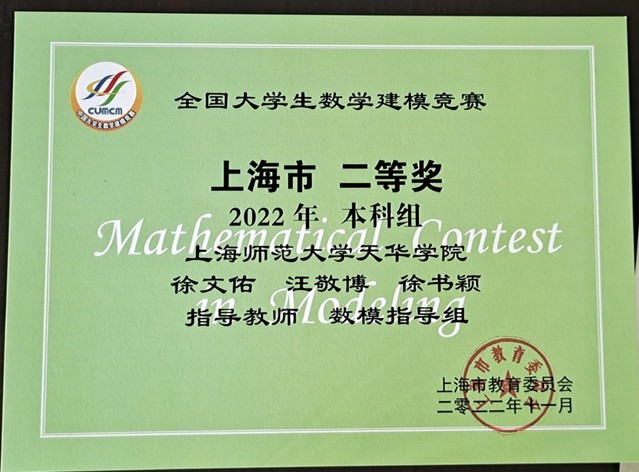 CUMCM
全国大学生数学建模竞赛
上海市 二等奖
2022年 本科组
Mathematical Contest
上海师范大学天华学院
徐文佑 汪敬博 徐书颖
in Modeling
指导教师 数模指导组
上海市教育委员会
二零二二年十一月